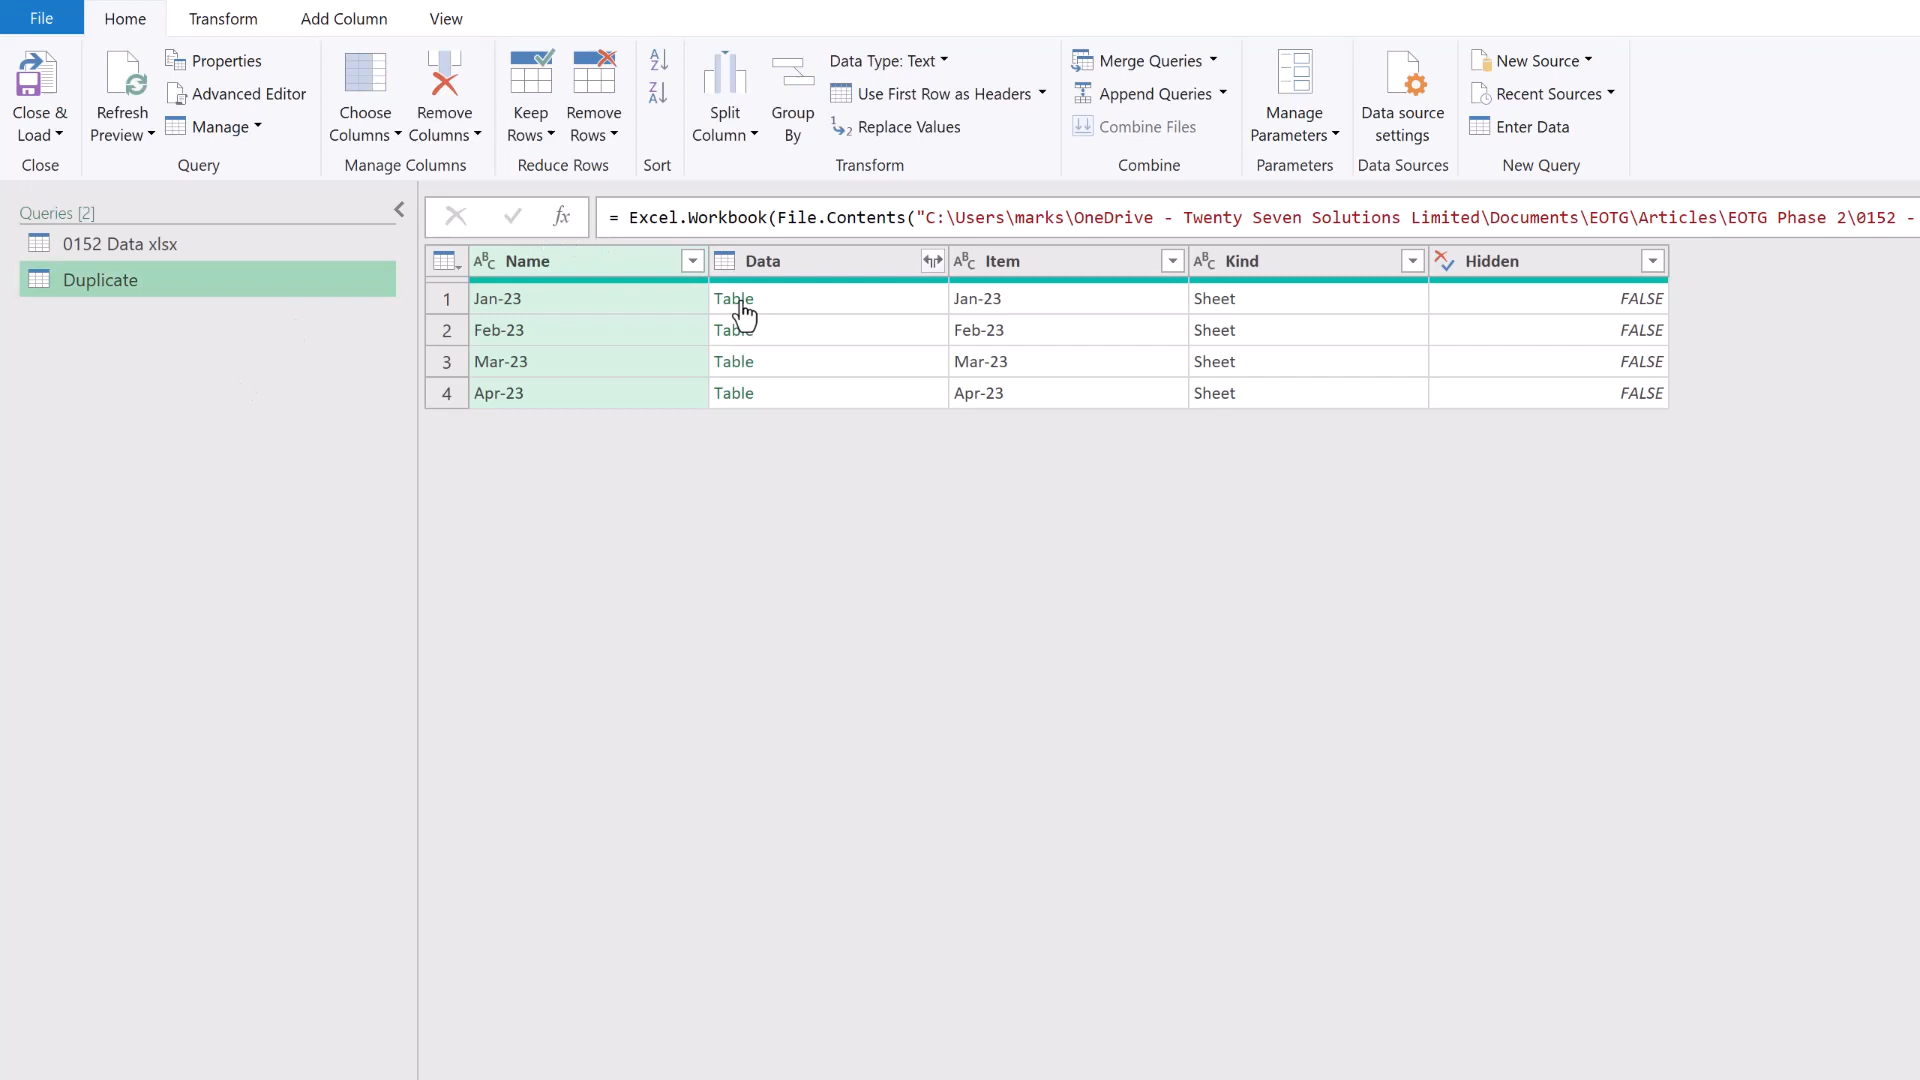 File Home Transform Add Column View
Close & Load
Close
Refresh Preview
Properties
Advanced Editor
Manage
Query
Choose Columns
Remove Columns
Manage Columns
Keep Rows
Remove Rows
Reduce Rows
Sort
Split Column
Group By
Data Type: Text
Use First Row as Headers
Replace Values
Transform
Merge Queries
Append Queries
Combine Files
Combine
Manage Parameters
Parameters
Data source settings
Data Sources
New Source
Recent Sources
Enter Data
New Query
Queries [2]
0152 Data xlsx
Duplicate
fx = Excel.Workbook(File.Contents("C:\Users\marks\OneDrive - Twenty Seven Solutions Limited\Documents\EOTG\Articles\EOTG Phase 2\0152 -
Name Data Item Kind Hidden
1 Jan-23 Table Jan-23 Sheet FALSE
2 Feb-23 Table Feb-23 Sheet FALSE
3 Mar-23 Table Mar-23 Sheet FALSE
4 Apr-23 Table Apr-23 Sheet FALSE